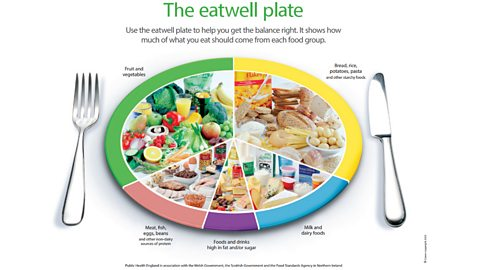 The eatwell plate
Use the eatwell plate to help you get the balance right. It shows how
much of what you eat should come from each food group.
Fruit and
vegetables
Bread, rice,
potatoes, pasta
and other starchy foods
Meat, fish,
eggs, beans
and other non-dairy
sources of protein
Foods and drinks
high in fat and/or sugar
Milk and
dairy foods
Public Health England in association with the Welsh Government, the Scottish Government and the Food Standards Agency in Northern Ireland